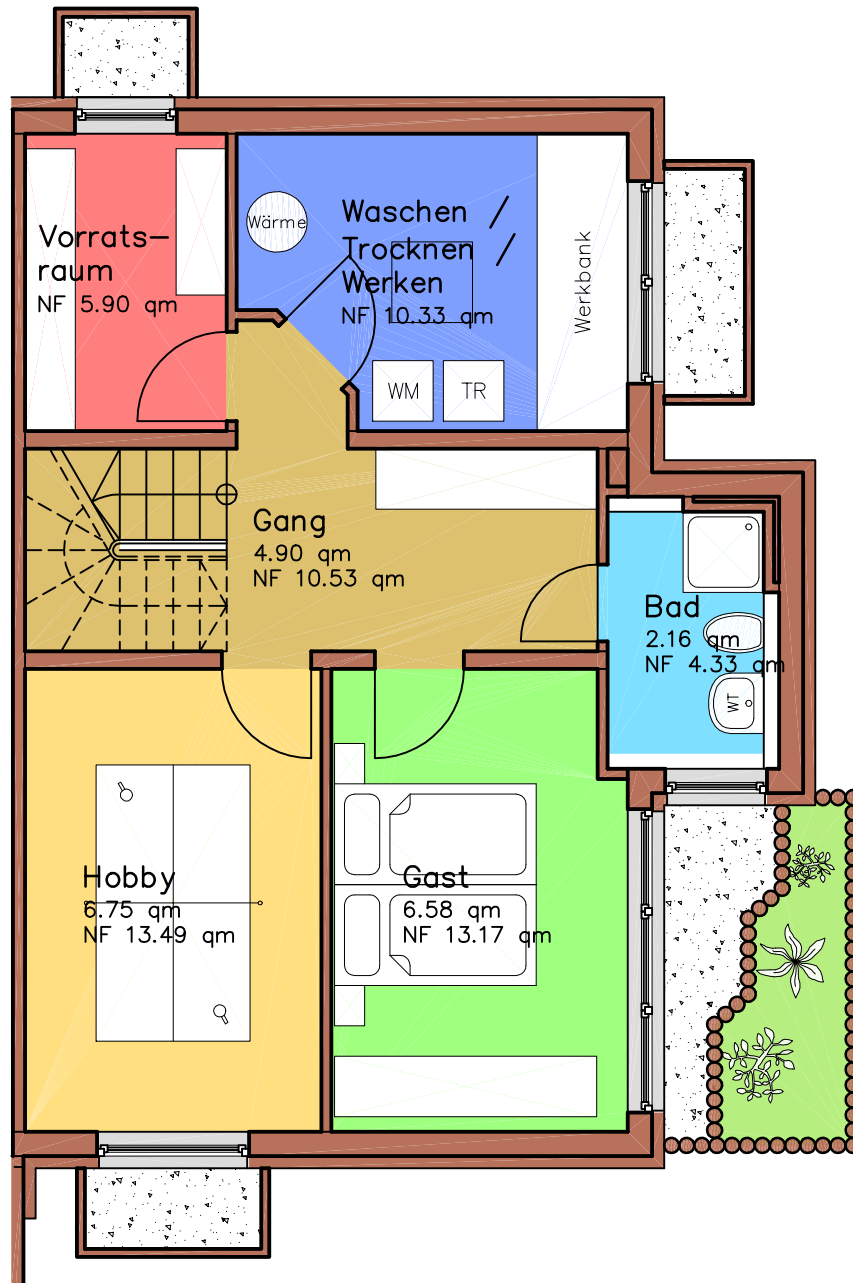 Wärme
Waschen /
Trocknen /
Werken
NF 10.33 qm
Werkbank
Vorrats-
raum
NF 5.90 qm
WM
TR
Gang
4.90 qm
NF 10.53 qm
Bad
2.16 qm
NF 4.33 qm
WT
Hobby
6.75 qm
NF 13.49 qm
Gast
6.58 qm
NF 13.17 qm